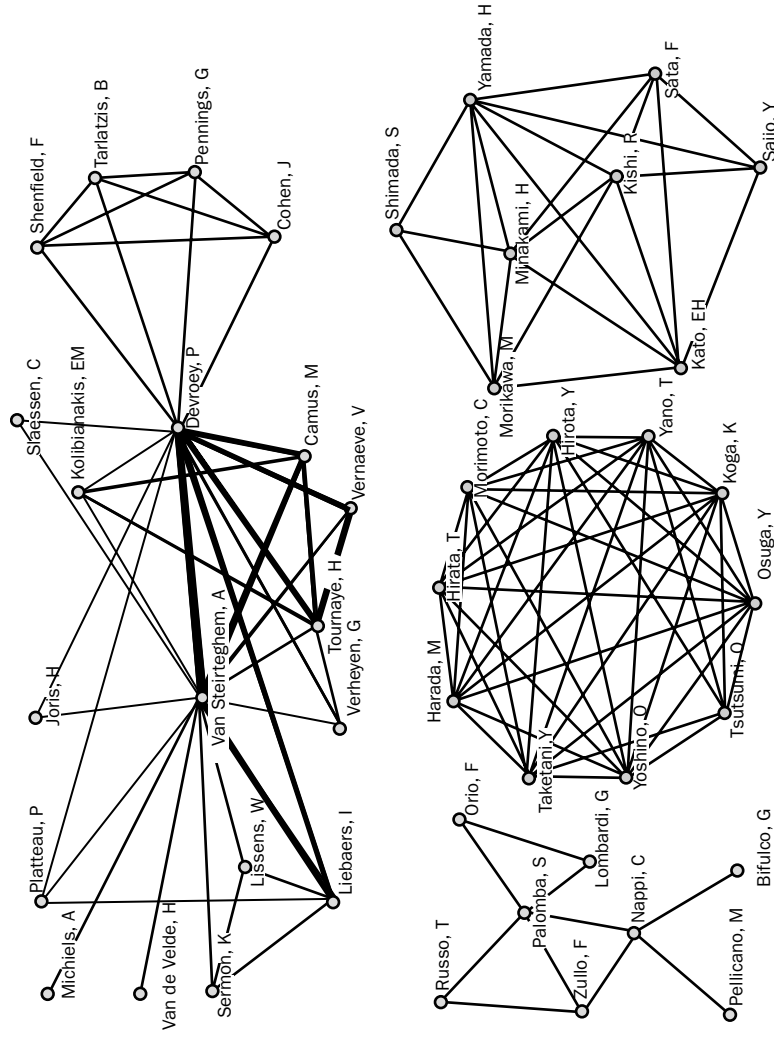 Slaessen, C
Kolibianakis, EM
Shenfield, F
Tarlatzis, B
Pennings, G
Cohen, J
Devroey, P
Camus, M
Vernaeve, V
Tournaye, H
Verheyen, G
Van Steirteghem, A
Joris, H
Platteau, P
Michiels, A
Van de Velde, H
Sermon, K
Lissens, W
Liebaers, I
Yamada, H
Shimada, S
Sata, F
Kishi, R
Minakami, H
Saijo, Y
Morikawa, M
Kato, EH
Morimoto, C
Hirota, Y
Yano, T
Koga, K
Hirata, T
Osuga, Y
Harada, M
Taketani,Y
Yoshino, O
Tsutsumi, O
Orio, F
Lombardi, G
Palomba, S
Russo, T
Zullo, F
Nappi, C
Bifulco, G
Pellicano, M